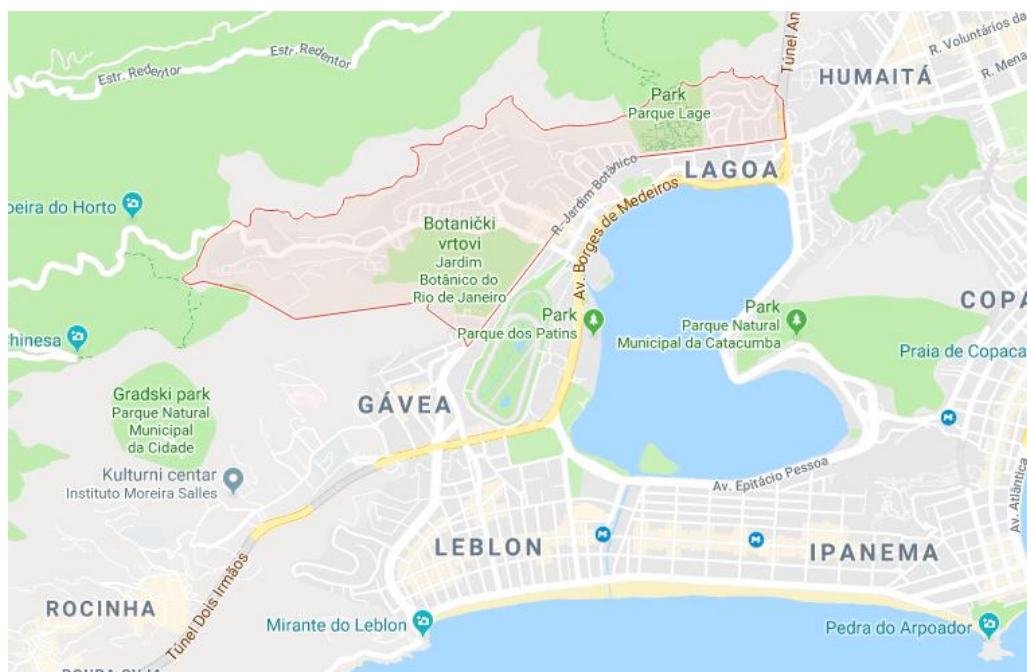 Estr. Redentor
Estr. Redentor
Túnel An
R. Voluntários da
R. Mena
HUMAITÁ
Park
Parque Lage
LAGOA
R. Jardim Botânico
Av. Borges de Medeiros
oeira do Horto
Botanički
vrtovi
Jardim
Botânico do
Rio de Janeiro
Park
Parque dos Patins
Park
Parque Natural
Municipal da Catacumba
COPA
Praia de Copaca
Chinesa
Gradski park
Parque Natural
Municipal
da Cidade
GÁVEA
Kulturni centar
Instituto Moreira Salles
Av. Epitácio Pessoa
Av. Atlântica
M
LEBLON
M
M
IPANEMA
Túnel Dois Irmãos
ROCINHA
Mirante do Leblon
Pedra do Arpoador